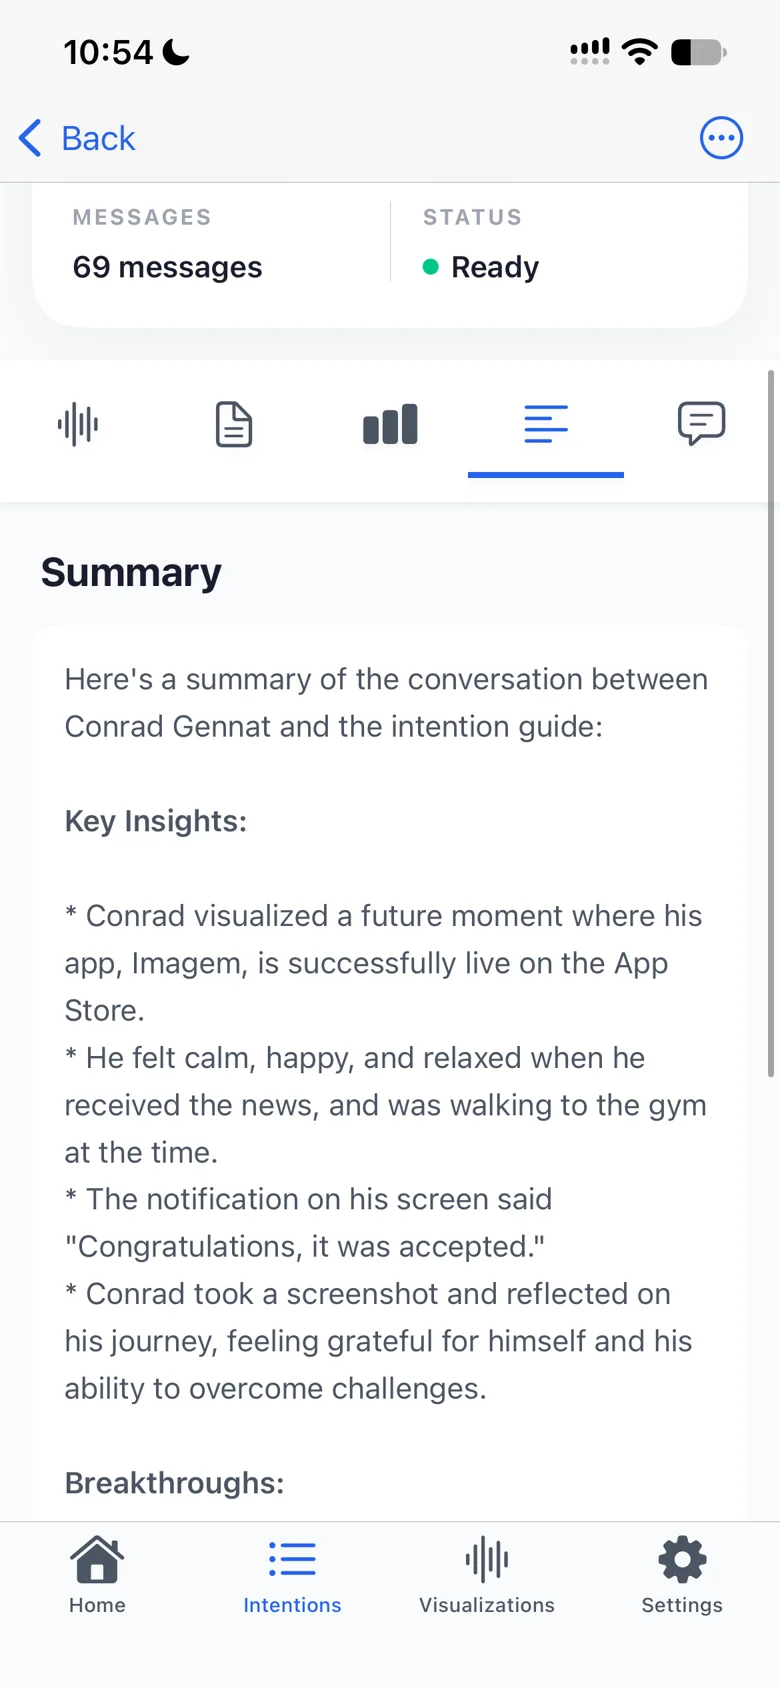 10:54
Back
MESSAGES
STATUS
69 messages
Ready
Summary
Here's a summary of the conversation between
Conrad Gennat and the intention guide:
Key Insights:
* Conrad visualized a future moment where his
app, Imagem, is successfully live on the App
Store.
* He felt calm, happy, and relaxed when he
received the news, and was walking to the gym
at the time.
* The notification on his screen said
"Congratulations, it was accepted."
* Conrad took a screenshot and reflected on
his journey, feeling grateful for himself and his
ability to overcome challenges.
Breakthroughs:
Home
Intentions
Visualizations
Settings